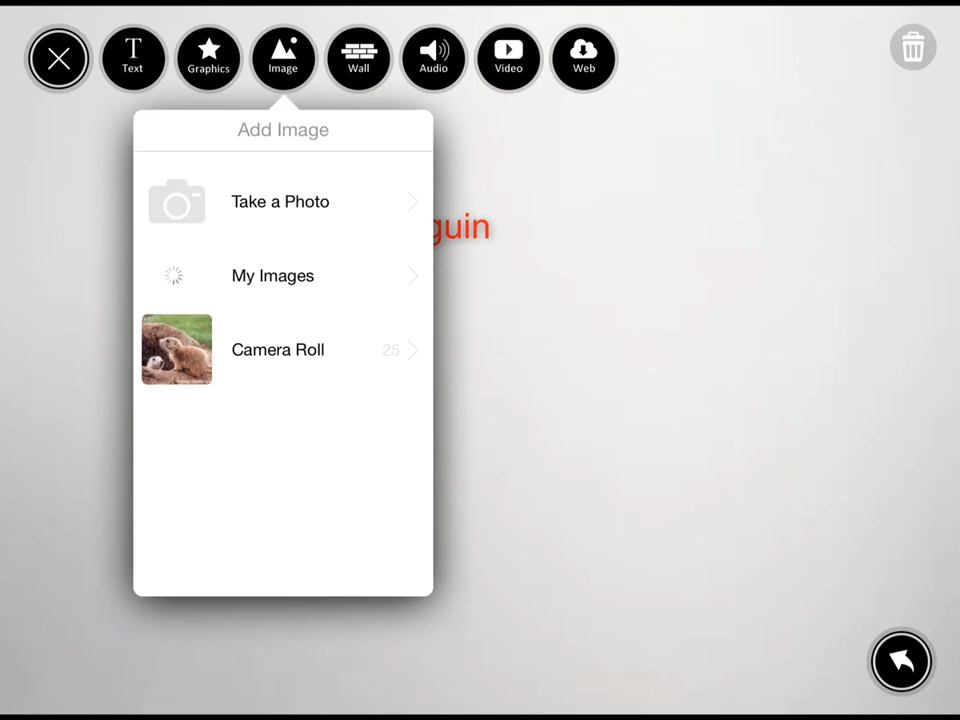 Text Graphics Image Wall Audio Video Web
Add Image
Take a Photo
guin
My Images
Camera Roll 25